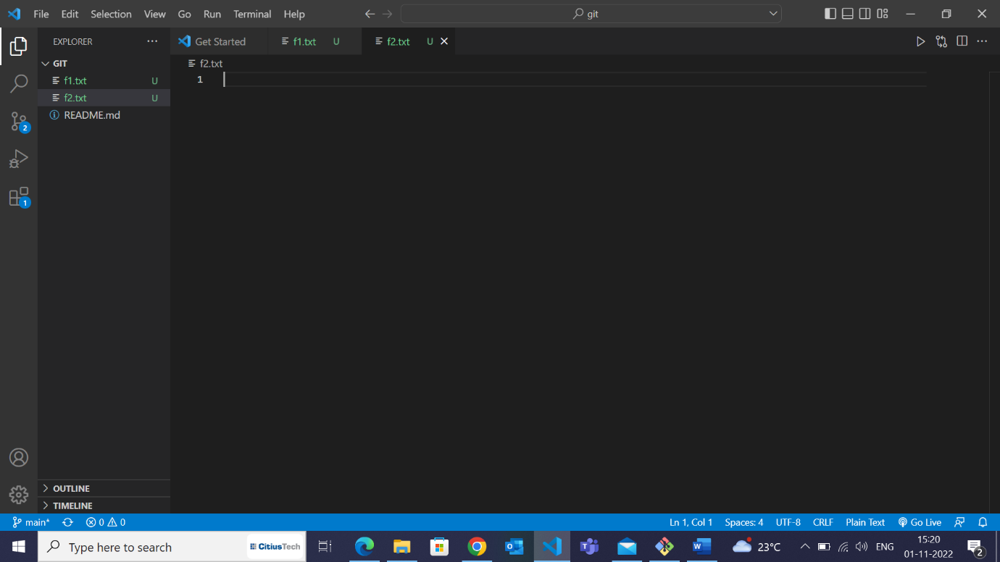 File Edit Selection View Go Run Terminal Help git
EXPLORER Get Started f1.txt U f2.txt U
GIT f2.txt
f1.txt U 1
f2.txt U
README.md
2
1
OUTLINE
TIMELINE
main* 0 0 Ln 1, Col 1 Spaces: 4 UTF-8 CRLF Plain Text Go Live
Type here to search CitiusTech 23°C ENG 15:20
01-11-2022 2